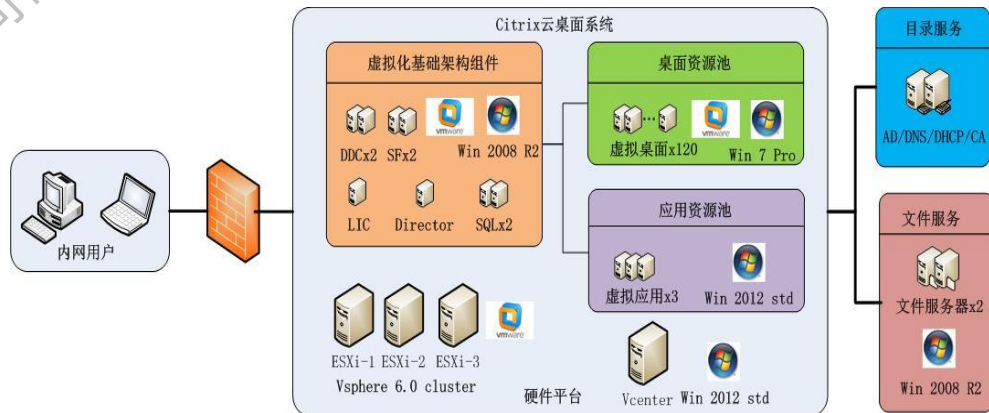 Citrix云桌面系统
虚拟化基础架构组件
vmware
DDCx2 SFx2 Win 2008 R2
LIC Director SQLx2
桌面资源池
vmware
虚拟桌面x120 Win 7 Pro
应用资源池
虚拟应用x3 Win 2012 std
内网用户
ESXi-1 ESXi-2 ESXi-3
vmware
Vsphere 6.0 cluster
硬件平台
Vcenter Win 2012 std
目录服务
AD/DNS/DHCP/CA
文件服务
文件服务器x2
Win 2008 R2